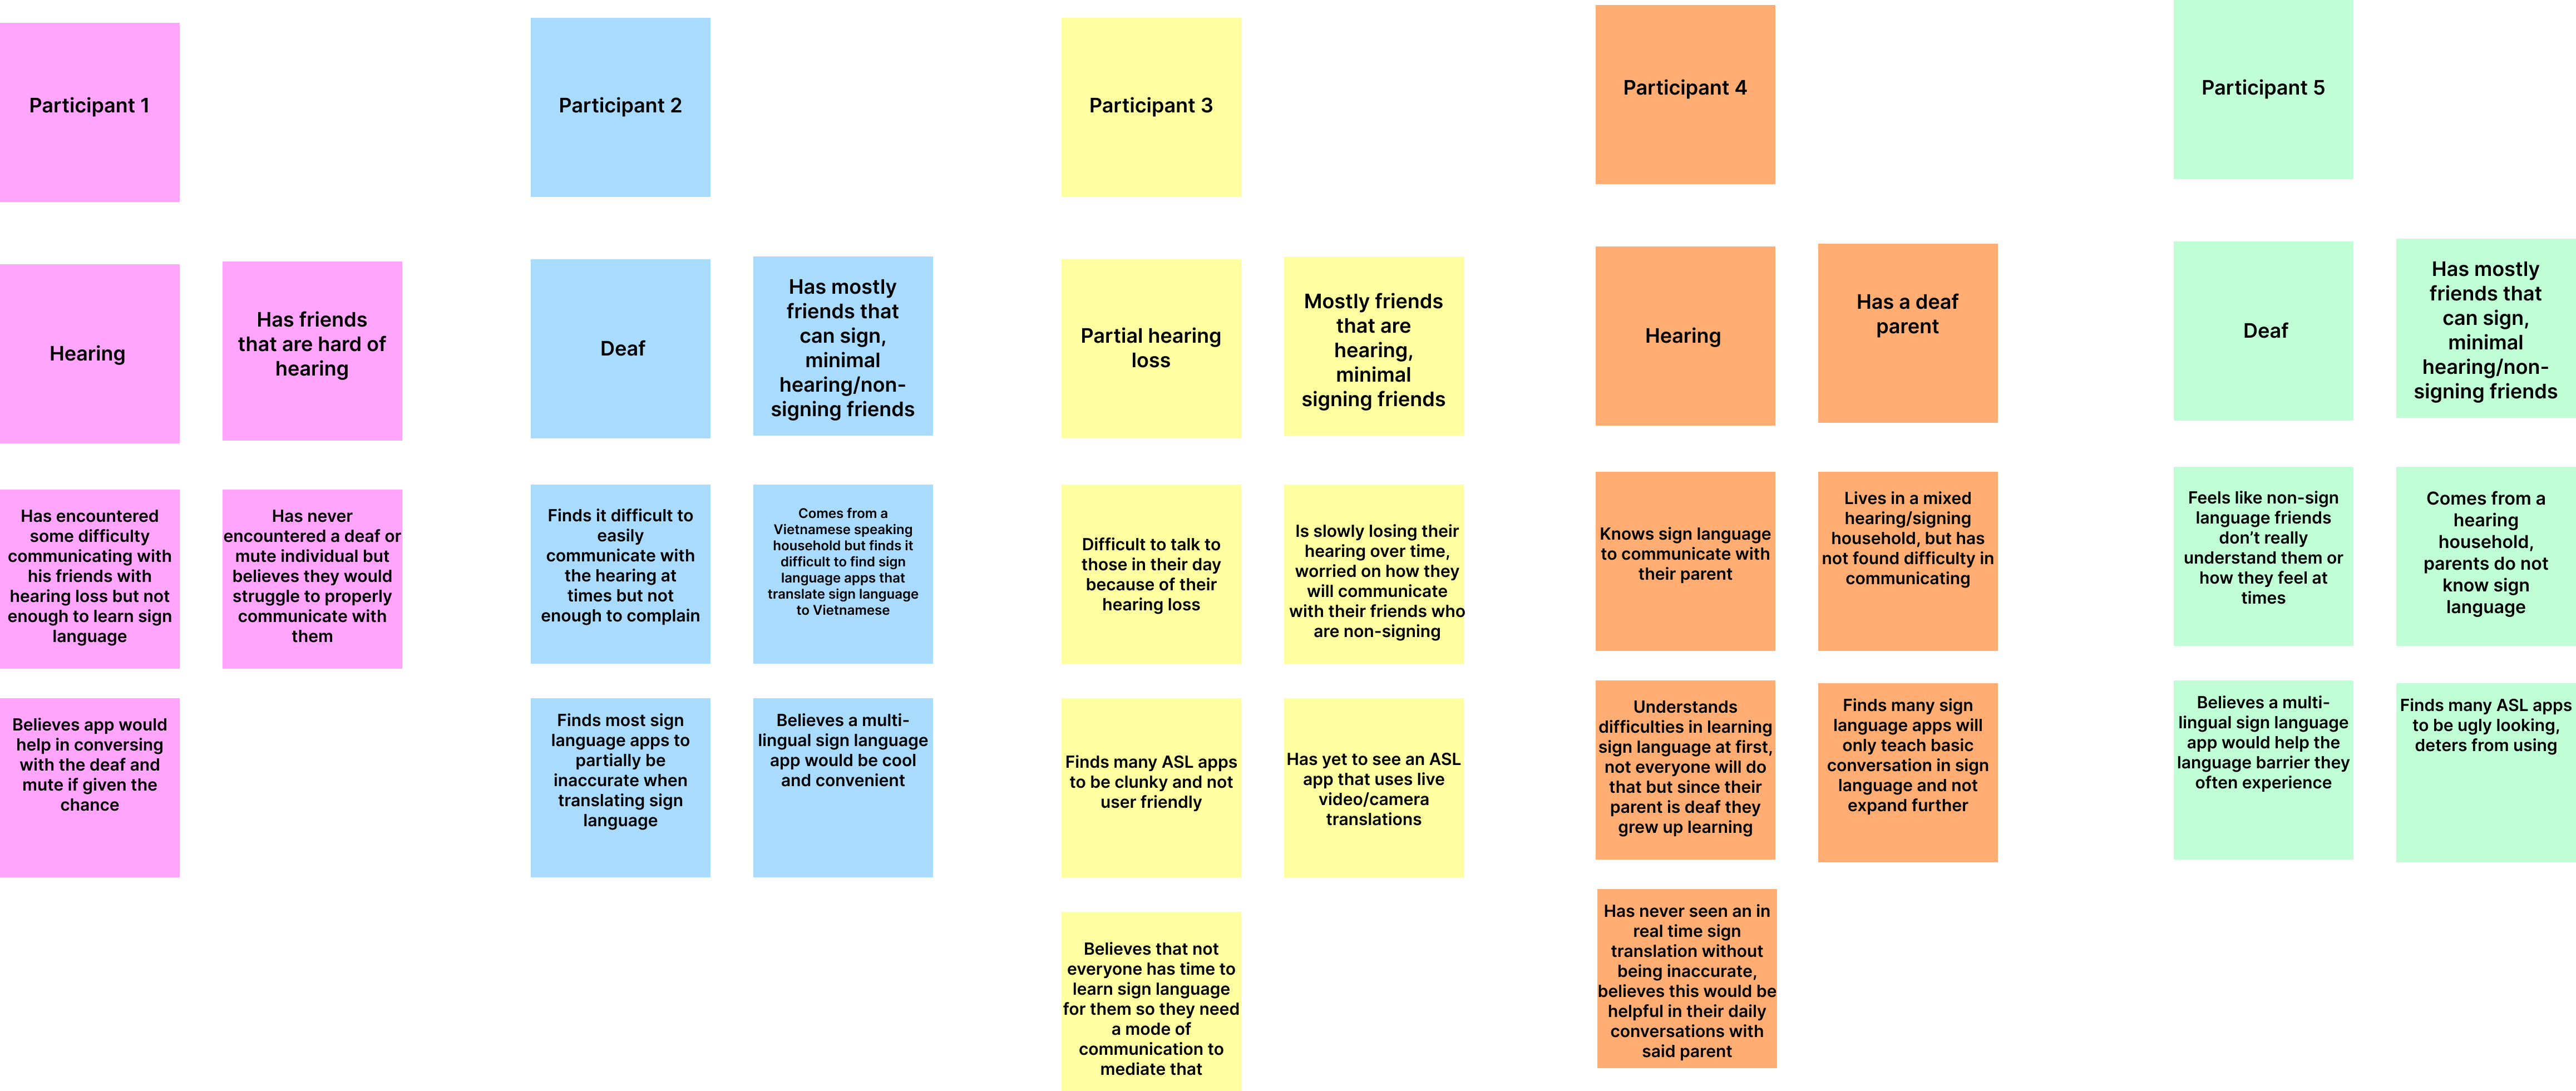 Participant 1
Hearing
Has friends
that are hard of
hearing
Has encountered
some difficulty
communicating with
his friends with
hearing loss but not
enough to learn sign
language
Has never
encountered a deaf or
mute individual but
believes they would
struggle to properly
communicate with
them
Believes app would
help in conversing
with the deaf and
mute if given the
chance
Participant 2
Deaf
Has mostly
friends that
can sign,
minimal
hearing/non-
signing friends
Finds it difficult to
easily
communicate with
the hearing at
times but not
enough to complain
Comes from a
Vietnamese speaking
household but finds it
difficult to find sign
language apps that
translate sign language
to Vietnamese
Finds most sign
language apps to
partially be
inaccurate when
translating sign
language
Believes a multi-
lingual sign language
app would be cool
and convenient
Participant 3
Partial hearing
loss
Mostly friends
that are
hearing,
minimal
signing friends
Difficult to talk to
those in their day
because of their
hearing loss
Is slowly losing their
hearing over time,
worried on how they
will communicate
with their friends who
are non-signing
Finds many ASL apps
to be clunky and not
user friendly
Has yet to see an ASL
app that uses live
video/camera
translations
Believes that not
everyone has time to
learn sign language
for them so they need
a mode of
communication to
mediate that
Participant 4
Hearing
Has a deaf
parent
Knows sign language
to communicate with
their parent
Lives in a mixed
hearing/signing
household, but has
not found difficulty in
communicating
Understands
difficulties in learning
sign language at first,
not everyone will do
that but since their
parent is deaf they
grew up learning
Finds many sign
language apps will
only teach basic
conversation in sign
language and not
expand further
Has never seen an in
real time sign
translation without
being inaccurate,
believes this would be
helpful in their daily
conversations with
said parent
Participant 5
Deaf
Has mostly
friends that
can sign,
minimal
hearing/non-
signing friends
Feels like non-sign
language friends
don't really
understand them or
how they feel at
times
Comes from a
hearing
household,
parents do not
know sign
language
Believes a multi-
lingual sign language
app would help the
language barrier they
often experience
Finds many ASL apps
to be ugly looking,
deters from using